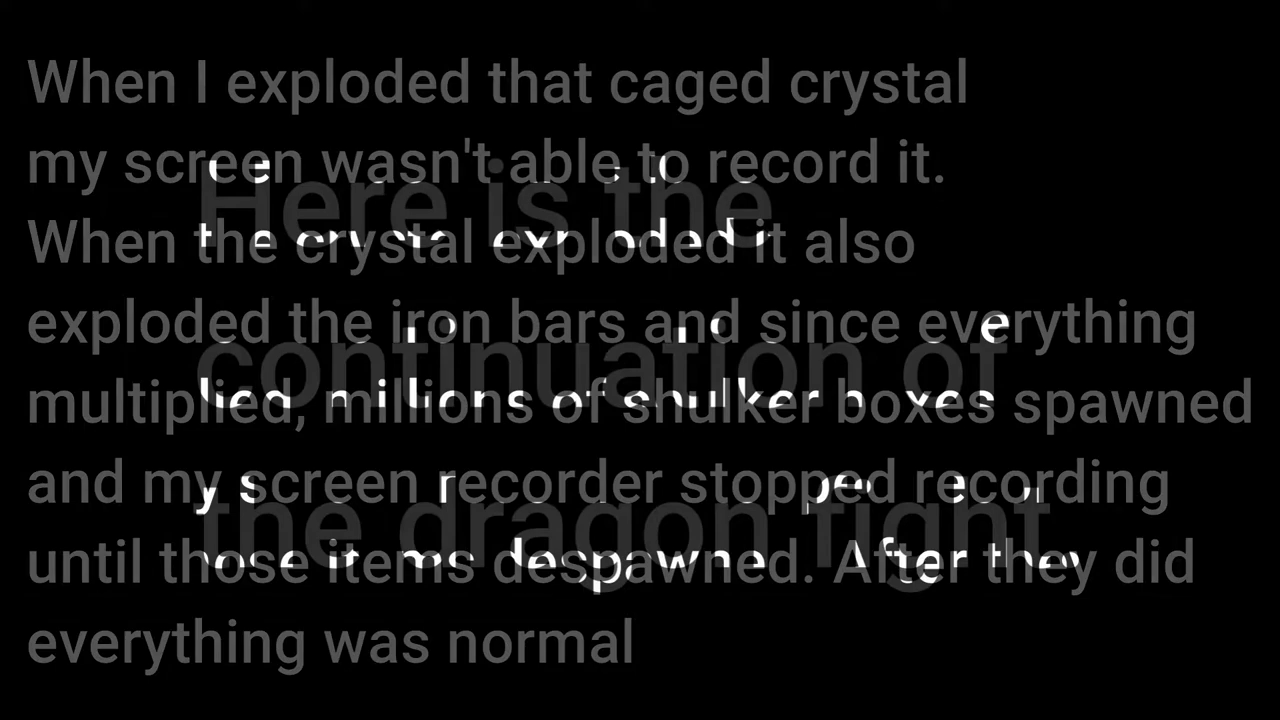 When I exploded that caged crystal
my screen wasn't able to record it.
When the crystal exploded it also
exploded the iron bars and since everything
multiplied, millions of shulker boxes spawned
and my screen recorder stopped recording
until those items despawned. After they did
everything was normal
Here is the
continuation of
the dragon fight